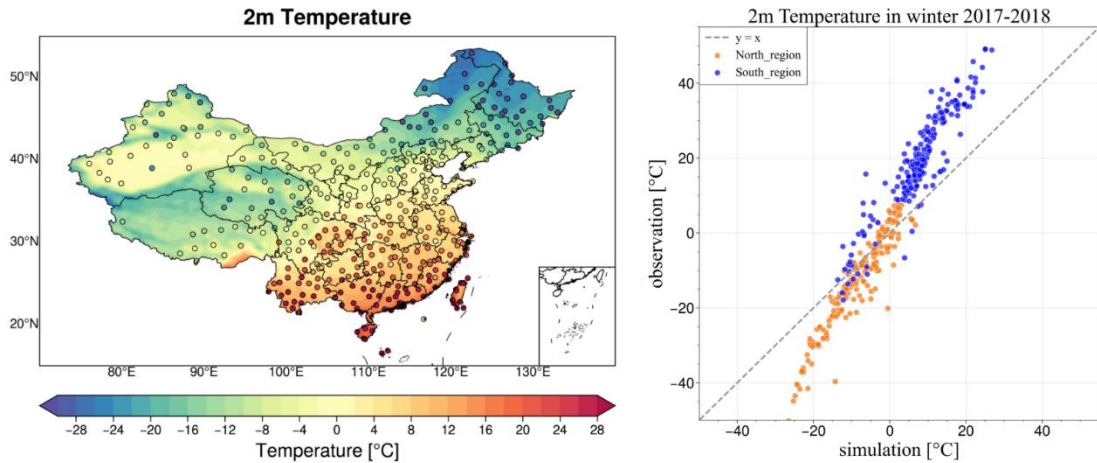 2m Temperature
50°N
40°N
30°N
20°N
80°E 90°E 100°E 110°E 120°E 130°E
−28 −24 −20 −16 −12 −8 −4 0 4 8 12 16 20 24 28
Temperature [°C]
2m Temperature in winter 2017-2018
y = x
North_region
South_region
observation [°C]
40
20
0
−20
−40
−40 −20 0 20 40
simulation [°C]